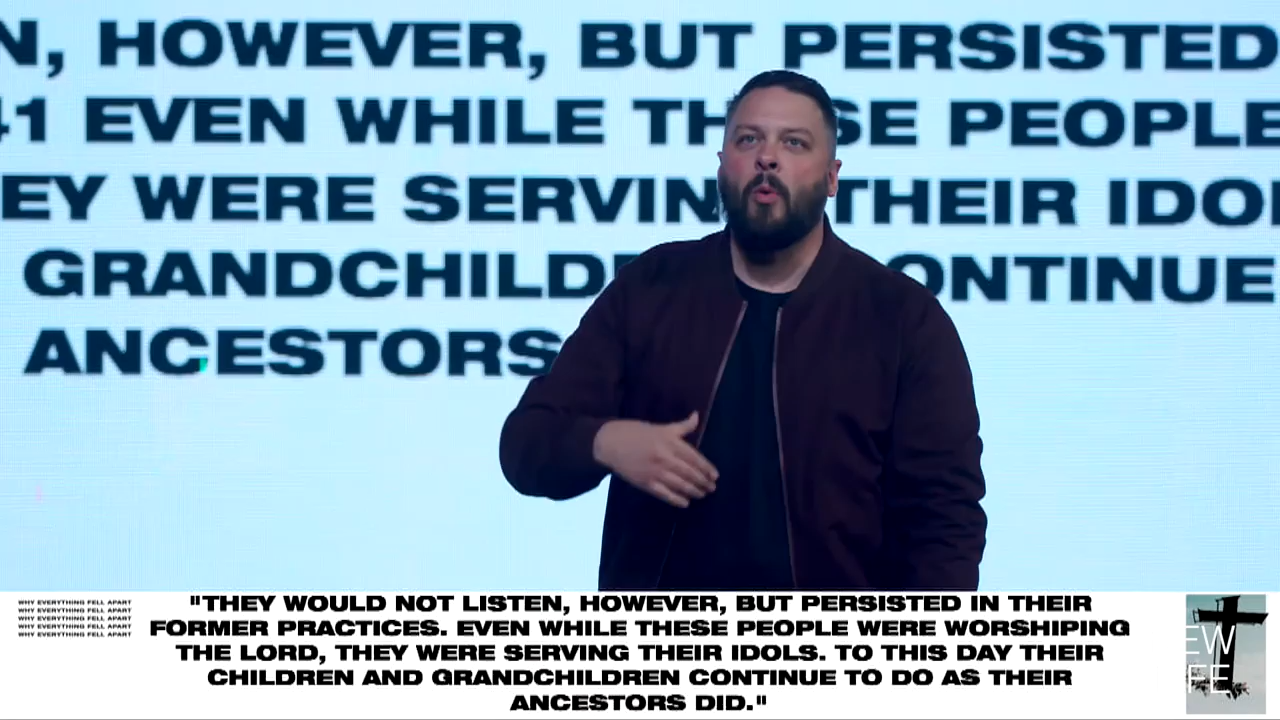 N, HOWEVER, BUT PERSISTED
41 EVEN WHILE THESE PEOPLE
EY WERE SERVIN THEIR IDOL
GRANDCHILD ONTINUE
ANCESTORS
WHY EVERYTHING FELL APART
WHY EVERYTHING FELL APART
WHY EVERYTHING FELL APART
WHY EVERYTHING FELL APART
WHY EVERYTHING FELL APART
"THEY WOULD NOT LISTEN, HOWEVER, BUT PERSISTED IN THEIR
FORMER PRACTICES. EVEN WHILE THESE PEOPLE WERE WORSHIPING
THE LORD, THEY WERE SERVING THEIR IDOLS. TO THIS DAY THEIR
CHILDREN AND GRANDCHILDREN CONTINUE TO DO AS THEIR
ANCESTORS DID."
EW
FE